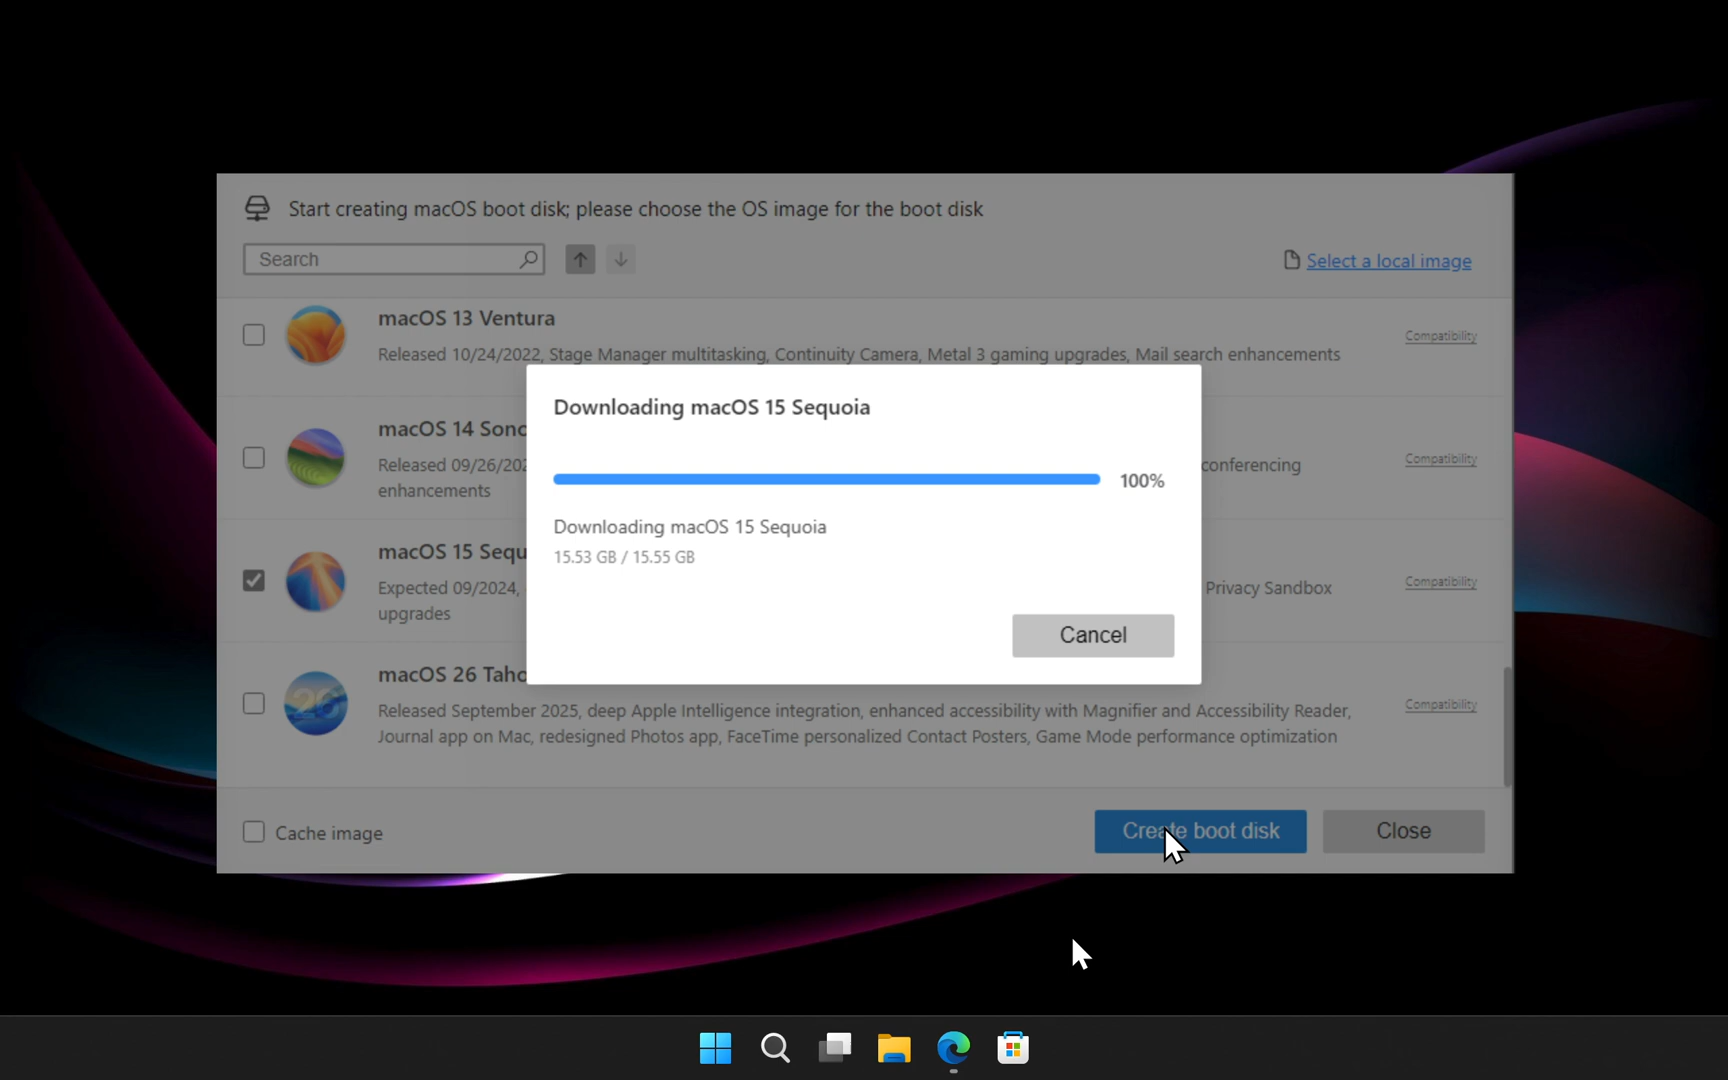 Start creating macOS boot disk; please choose the OS image for the boot disk
Search
Select a local image
macOS 13 Ventura
Compatibility
Released 10/24/2022, Stage Manager multitasking, Continuity Camera, Metal 3 gaming upgrades, Mail search enhancements
Downloading macOS 15 Sequoia
100%
Downloading macOS 15 Sequoia
15.53 GB / 15.55 GB
Cancel
macOS 14 Sono
Compatibility
Released 09/26/202
conferencing
enhancements
macOS 15 Sequ
Compatibility
Expected 09/2024,
Privacy Sandbox
upgrades
macOS 26 Taho
Compatibility
Released September 2025, deep Apple Intelligence integration, enhanced accessibility with Magnifier and Accessibility Reader,
Journal app on Mac, redesigned Photos app, FaceTime personalized Contact Posters, Game Mode performance optimization
26
Cache image
Create boot disk
Close